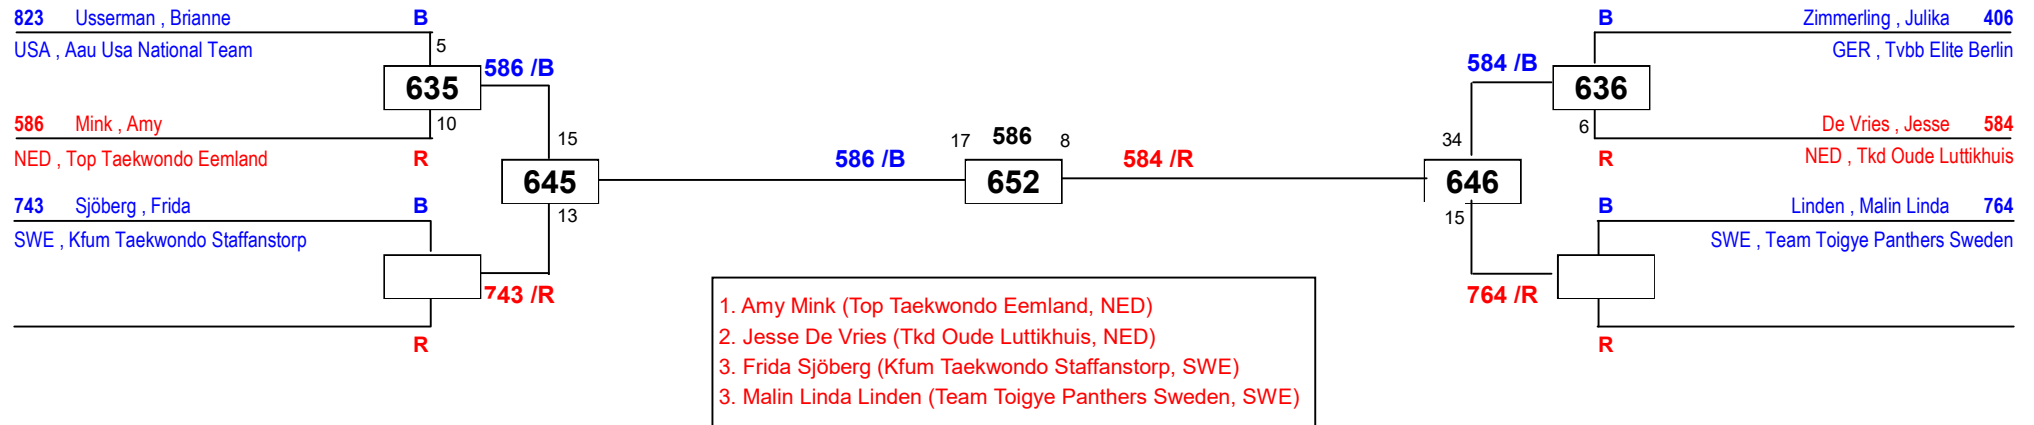 823 Usserman , Brianne B
USA , Aau Usa National Team
5
586 /B
635
10
586 Mink , Amy
NED , Top Taekwondo Eemland R
15
645
13
743 Sjöberg , Frida B
SWE , Kfum Taekwondo Staffanstorp
743 /R
R
586 /B
17 586 8
652
584 /R
B Zimmerling , Julika 406
GER , Tvbb Elite Berlin
584 /B
636
6
De Vries , Jesse 584
R NED , Tkd Oude Luttikhuis
34
646
15
B Linden , Malin Linda 764
SWE , Team Toigye Panthers Sweden
764 /R
R
1. Amy Mink (Top Taekwondo Eemland, NED)
2. Jesse De Vries (Tkd Oude Luttikhuis, NED)
3. Frida Sjöberg (Kfum Taekwondo Staffanstorp, SWE)
3. Malin Linda Linden (Team Toigye Panthers Sweden, SWE)